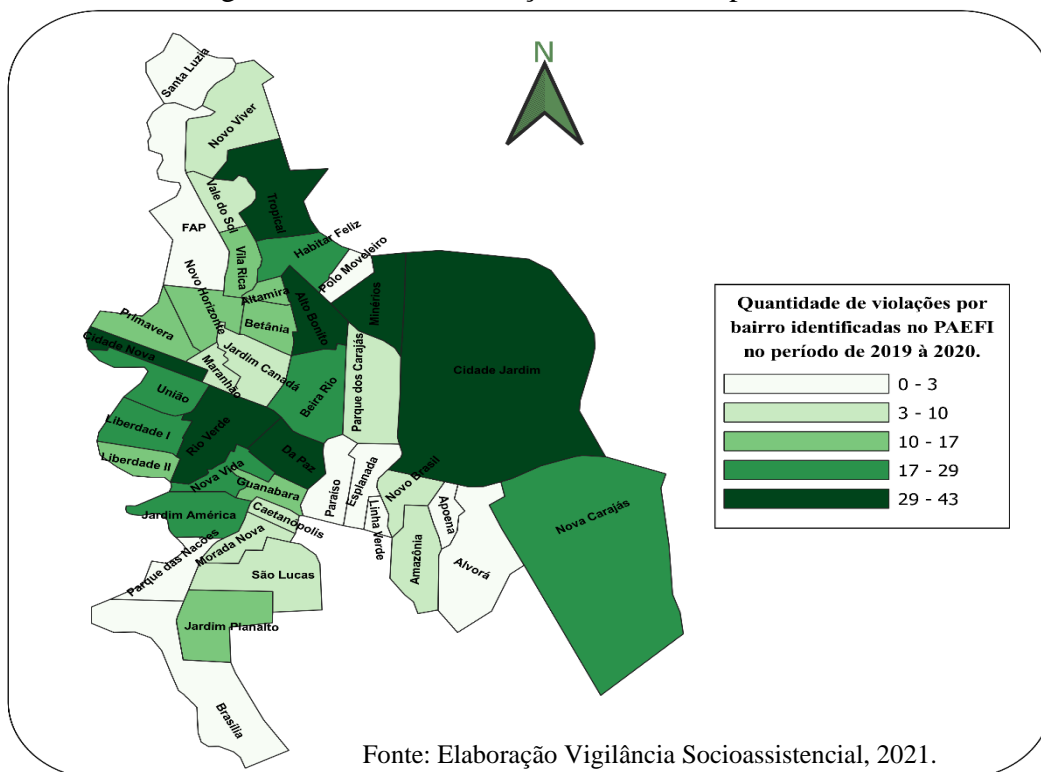 N
Santa Luzia
Novo Viver
Vale do Sol
Tropical
FAP
Vila Rica
Habitar Feliz
Polo Moveleiro
Novo Horizonte
Altamira
Alto Bonito
Minérios
Primavera
Betânia
Cidade Nova
Maranhão
Jardim Canadá
Beira Rio
Parque dos Carajás
Cidade Jardim
União
Liberdade I
Rio Verde
Liberdade II
Da Paz
Nova Vida
Guanabara
Paraíso
Esplanada
Novo Brasil
Linha Verde
Apoena
Nova Carajás
Jardim América
Caetanópolis
Parque das Nações
Morada Nova
São Lucas
Amazônia
Alvorá
Jardim Planalto
Brasília
Quantidade de violações por
bairro identificadas no PAEFI
no período de 2019 à 2020.
0 - 3
3 - 10
10 - 17
17 - 29
29 - 43
Fonte: Elaboração Vigilância Socioassistencial, 2021.